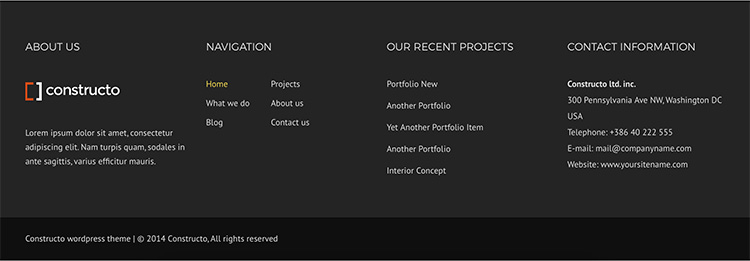 ABOUT US
constructo
Lorem ipsum dolor sit amet, consectetur
adipiscing elit. Nam turpis quam, sodales in
ante sagittis, varius efficitur mauris.
NAVIGATION
Home
What we do
Blog
Projects
About us
Contact us
OUR RECENT PROJECTS
Portfolio New
Another Portfolio
Yet Another Portfolio Item
Another Portfolio
Interior Concept
CONTACT INFORMATION
Constructo ltd. inc.
300 Pennsylvania Ave NW, Washington DC
USA
Telephone: +386 40 222 555
E-mail: mail@companyname.com
Website: www.yoursitename.com
Constructo wordpress theme | © 2014 Constructo, All rights reserved